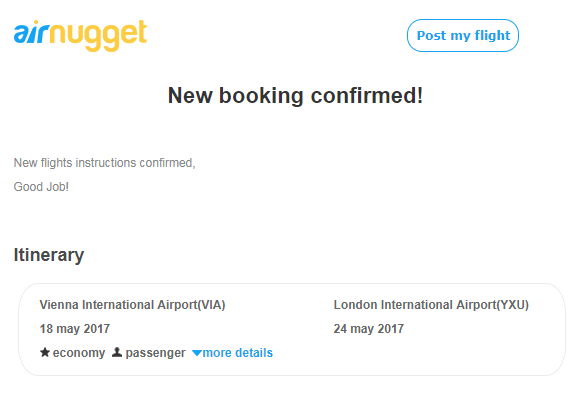 airnugget
Post my flight
New booking confirmed!
New flights instructions confirmed,
Good Job!
Itinerary
Vienna International Airport(VIA)
London International Airport(YXU)
18 may 2017
24 may 2017
economy passenger more details